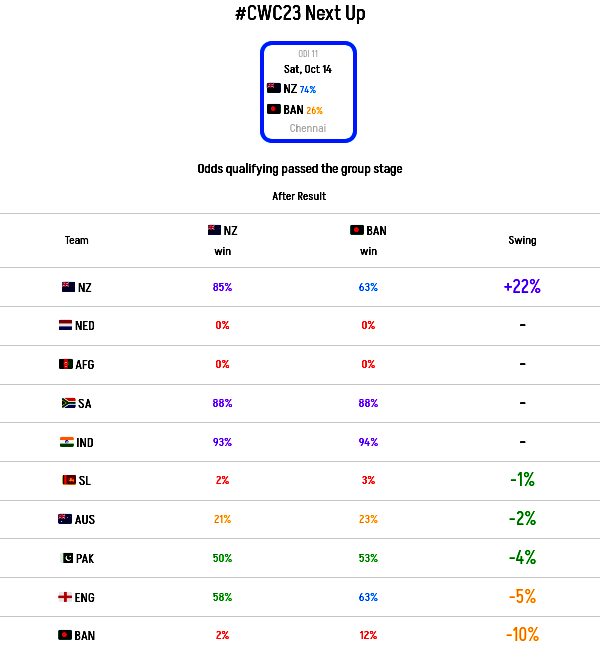 #CWC23 Next Up
ODI 11
Sat, Oct 14
NZ 74%
BAN 26%
Chennai
Odds qualifying passed the group stage
After Result
Team NZ win BAN win Swing
NZ 85% 63% +22%
NED 0% 0% -
AFG 0% 0% -
SA 88% 88% -
IND 93% 94% -
SL 2% 3% -1%
AUS 21% 23% -2%
PAK 50% 53% -4%
ENG 58% 63% -5%
BAN 2% 12% -10%